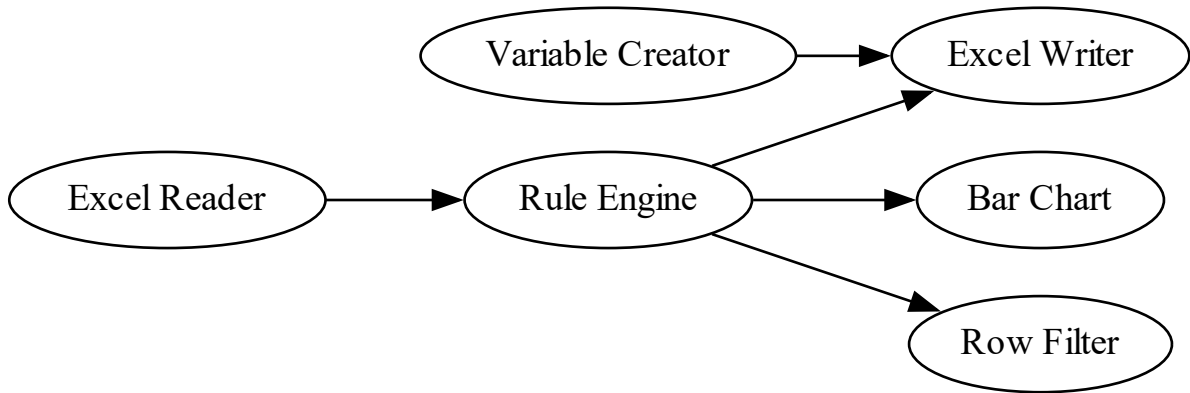 Variable Creator
Excel Writer
Excel Reader
Rule Engine
Bar Chart
Row Filter